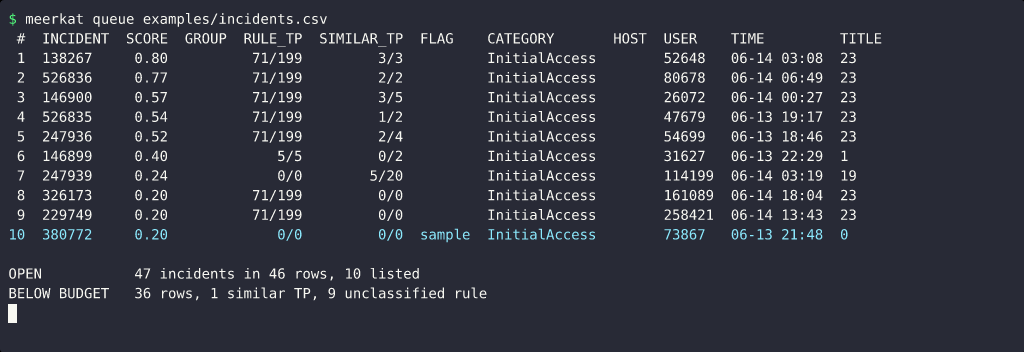 $ meerkat queue examples/incidents.csv
 #  INCIDENT  SCORE  GROUP  RULE_TP  SIMILAR_TP  FLAG    CATEGORY       HOST  USER    TIME         TITLE
 1  138267     0.80          71/199         3/3          InitialAccess        52648   06-14 03:08  23
 2  526836     0.77          71/199         2/2          InitialAccess        80678   06-14 06:49  23
 3  146900     0.57          71/199         3/5          InitialAccess        26072   06-14 00:27  23
 4  526835     0.54          71/199         1/2          InitialAccess        47679   06-13 19:17  23
 5  247936     0.52          71/199         2/4          InitialAccess        54699   06-13 18:46  23
 6  146899     0.40             5/5         0/2          InitialAccess        31627   06-13 22:29  1
 7  247939     0.24             0/0        5/20          InitialAccess        114199  06-14 03:19  19
 8  326173     0.20          71/199         0/0          InitialAccess        161089  06-14 18:04  23
 9  229749     0.20          71/199         0/0          InitialAccess        258421  06-14 13:43  23
10  380772     0.20             0/0         0/0  sample  InitialAccess        73867   06-13 21:48  0
OPEN           47 incidents in 46 rows, 10 listed
BELOW BUDGET   36 rows, 1 similar TP, 9 unclassified rule